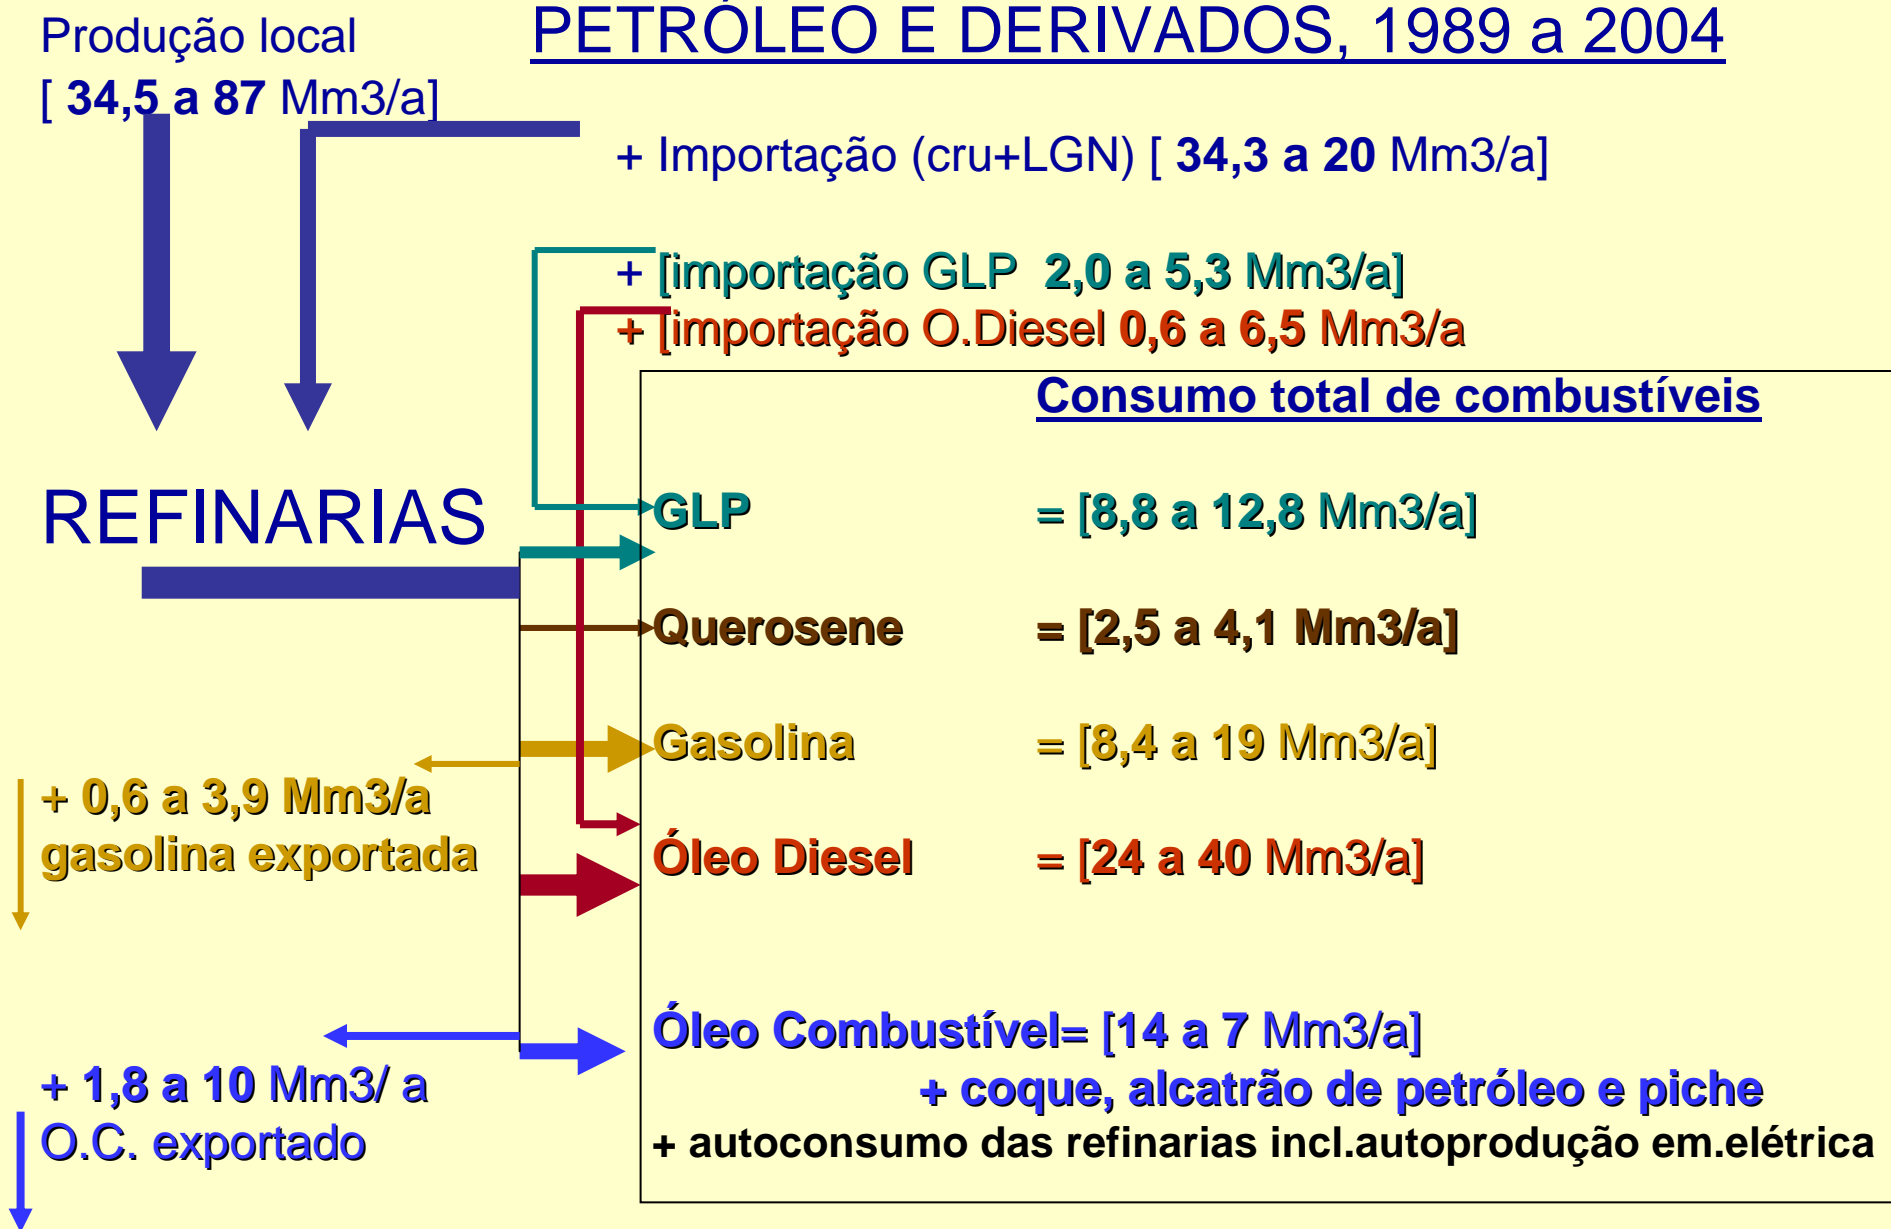 PETRÓLEO E DERIVADOS, 1989 a 2004
Produção local
[ 34,5 a 87 Mm3/a]
+ Importação (cru+LGN) [ 34,3 a 20 Mm3/a]
+ [importação GLP 2,0 a 5,3 Mm3/a]
+ [importação O.Diesel 0,6 a 6,5 Mm3/a
Consumo total de combustíveis
REFINARIAS
GLP = [8,8 a 12,8 Mm3/a]
Querosene = [2,5 a 4,1 Mm3/a]
Gasolina = [8,4 a 19 Mm3/a]
+ 0,6 a 3,9 Mm3/a
gasolina exportada
Óleo Diesel = [24 a 40 Mm3/a]
Óleo Combustível= [14 a 7 Mm3/a]
+ coque, alcatrão de petróleo e piche
+ autoconsumo das refinarias incl.autoprodução em.elétrica
+ 1,8 a 10 Mm3/ a
O.C. exportado